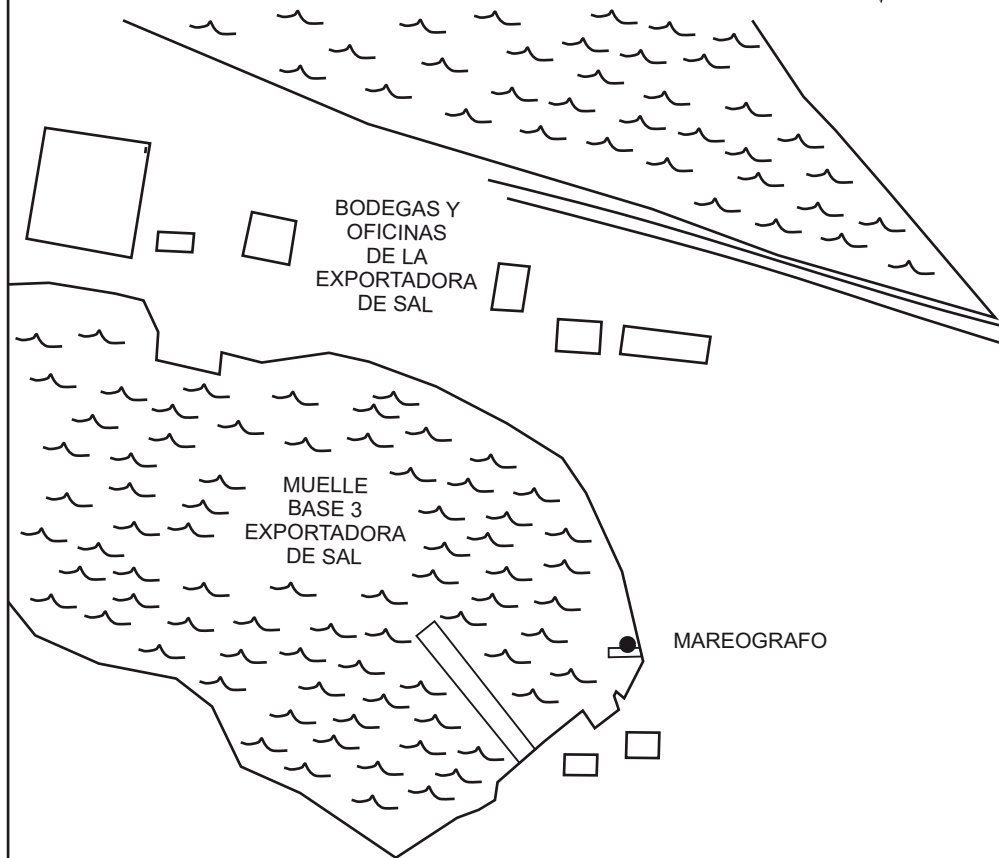 BODEGAS Y
OFICINAS
DE LA
EXPORTADORA
DE SAL
MUELLE
BASE 3
EXPORTADORA
DE SAL
MAREOGRAFO